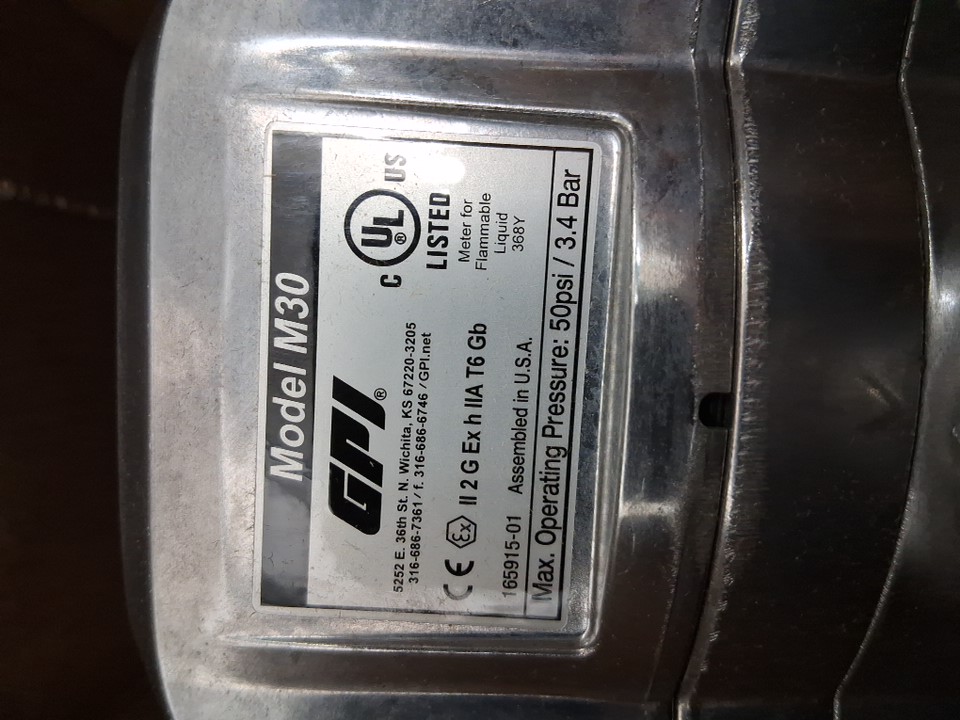 Model M30
GPI®
5252 E. 36th St. N. Wichita, KS 67220-3205
316-686-7361 / f. 316-686-6746 / GPI.net
C UL® US
LISTED
Meter for
Flammable
Liquid
368Y
CE Ex II 2 G Ex h IIA T6 Gb
165915-01 Assembled in U.S.A.
Max. Operating Pressure: 50psi / 3.4 Bar